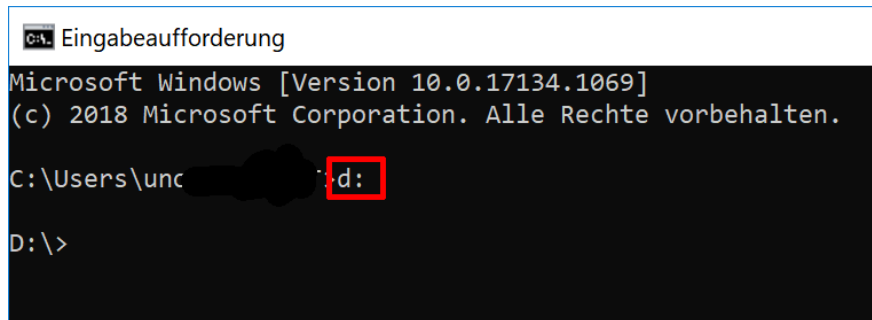 Eingabeaufforderung
Microsoft Windows [Version 10.0.17134.1069]
(c) 2018 Microsoft Corporation. Alle Rechte vorbehalten.
C:\Users\unc >d:
D:\>